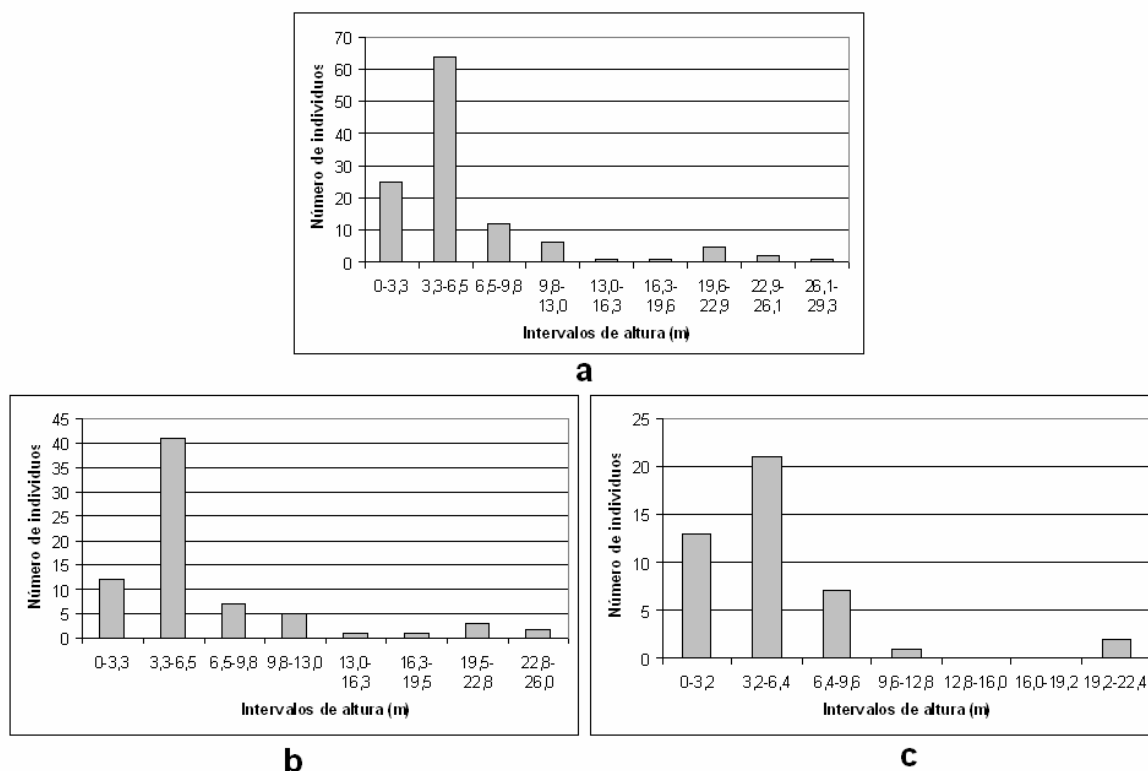 70
60
50
40
30
20
10
0
Número de individuos
0-3,3 3,3-6,5 6,5-9,8 9,8-13,0 13,0-16,3 16,3-19,6 19,6-22,9 22,9-26,1 26,1-29,3
Intervalos de altura (m)
a
45
40
35
30
25
20
15
10
5
0
Número de individuos
0-3,3 3,3-6,5 6,5-9,8 9,8-13,0 13,0-16,3 16,3-19,5 19,5-22,8 22,8-26,0
Intervalos de altura (m)
b
25
20
15
10
5
0
Número de individuos
0-3,2 3,2-6,4 6,4-9,6 9,6-12,8 12,8-16,0 16,0-19,2 19,2-22,4
Intervalos de altura (m)
c